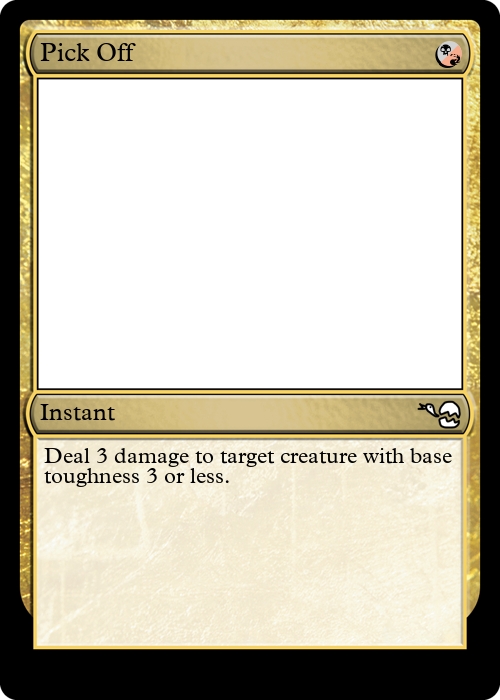 Pick Off
Instant
Deal 3 damage to target creature with base
toughness 3 or less.